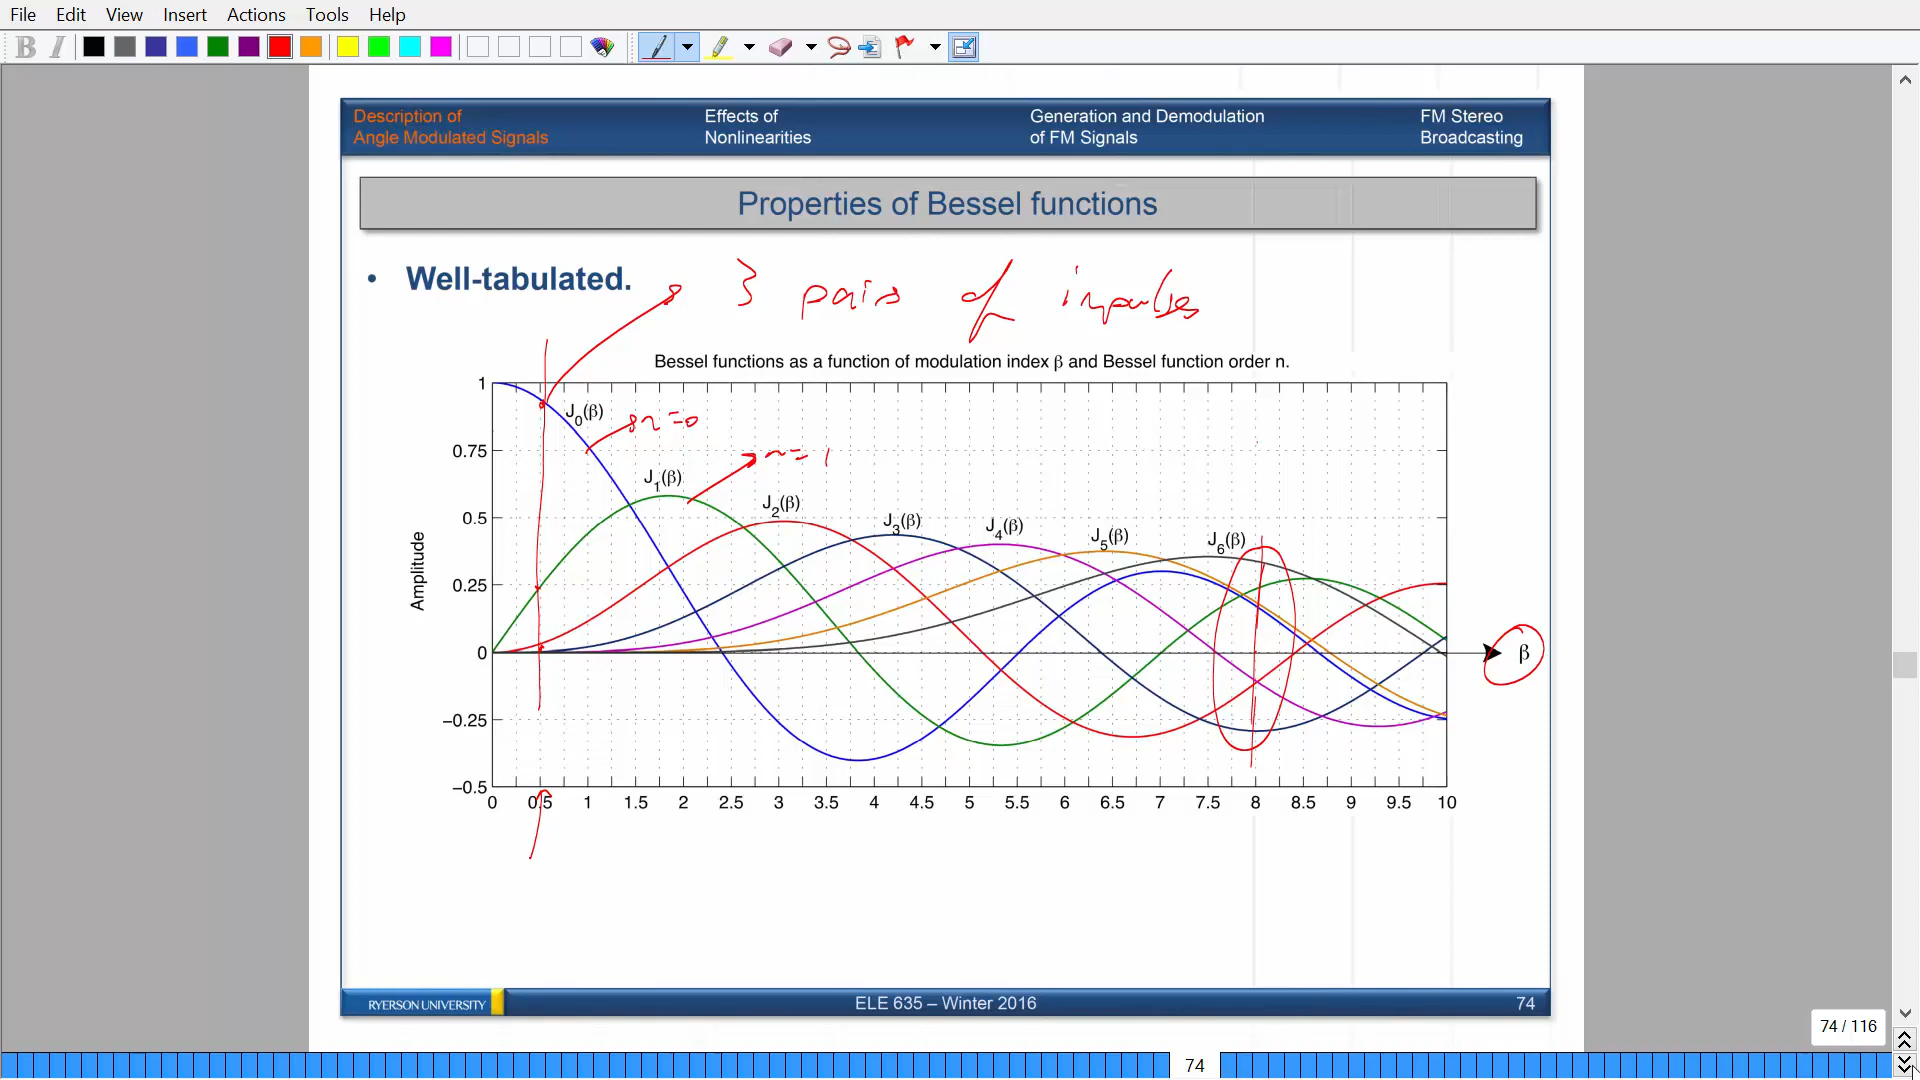 File Edit View Insert Actions Tools Help
B I
Description of
Angle Modulated Signals
Effects of
Nonlinearities
Generation and Demodulation
of FM Signals
FM Stereo
Broadcasting
Properties of Bessel functions
• Well-tabulated.
3 pairs of impulses
Bessel functions as a function of modulation index β and Bessel function order n.
J0(β)
n=0
n=1
J1(β)
J2(β)
J3(β)
J4(β)
J5(β)
J6(β)
Amplitude
1
0.75
0.5
0.25
0
−0.25
−0.5
β
0 0.5 1 1.5 2 2.5 3 3.5 4 4.5 5 5.5 6 6.5 7 7.5 8 8.5 9 9.5 10
RYERSON UNIVERSITY
ELE 635 – Winter 2016
74
74 / 116
74